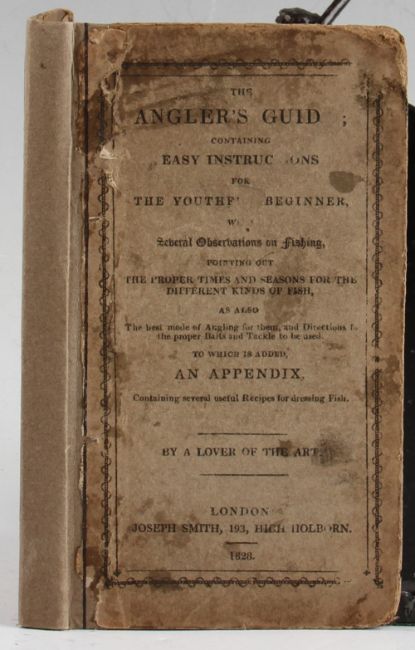 THE
ANGLER'S GUID ;
CONTAINING
EASY INSTRUC IONS
FOR
THE YOUTHF BEGINNER,
W
Several Observations on Fishing,
POINTING OUT
THE PROPER TIMES AND SEASONS FOR THE
DIFFERENT KINDS OF FISH,
AS ALSO
The best mode of Angling for them, and Directions f
the proper Baits and Tackle to be used.
TO WHICH IS ADDED,
AN APPENDIX,
Containing several useful Recipes for dressing Fish.
BY A LOVER OF THE ART.
LONDON
JOSEPH SMITH, 193, HIGH HOLBORN.
1828.